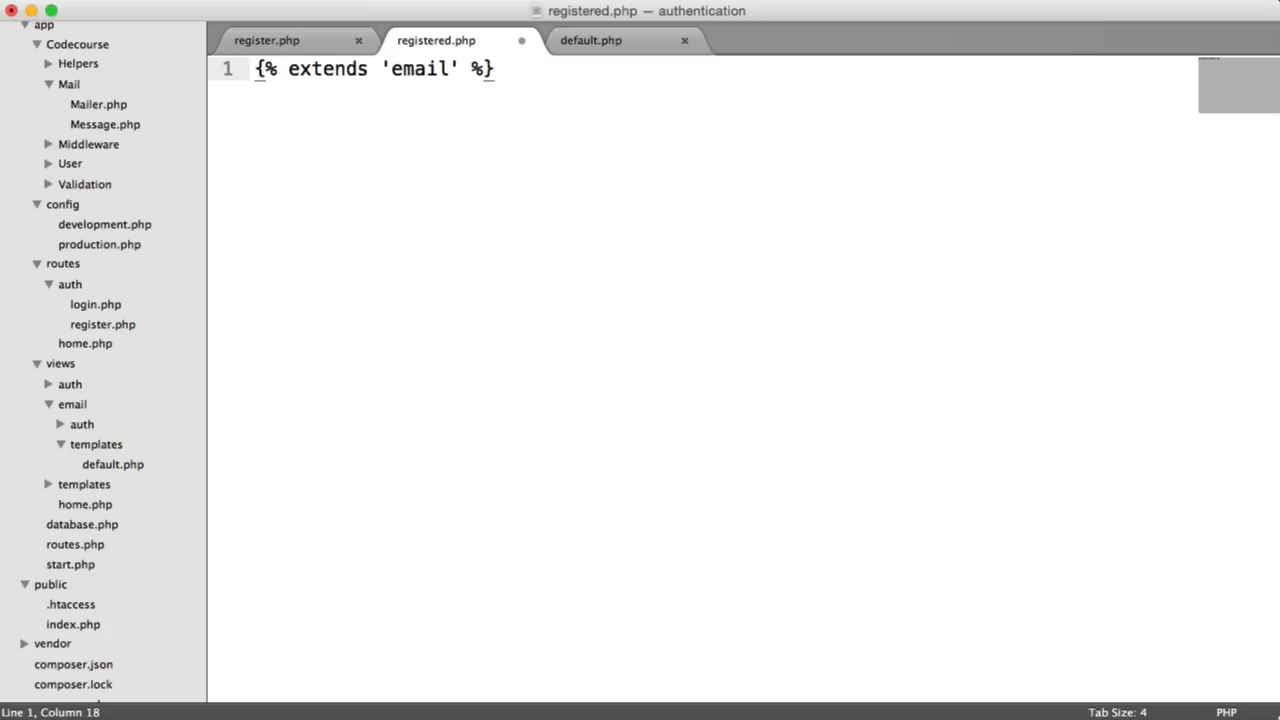 registered.php — authentication
register.php
registered.php
default.php
app
Codecourse
Helpers
Mail
Mailer.php
Message.php
Middleware
User
Validation
config
development.php
production.php
routes
auth
login.php
register.php
home.php
views
auth
email
auth
templates
default.php
templates
home.php
database.php
routes.php
start.php
public
.htaccess
index.php
vendor
composer.json
composer.lock
1 {% extends 'email' %}
Line 1, Column 18
Tab Size: 4
PHP